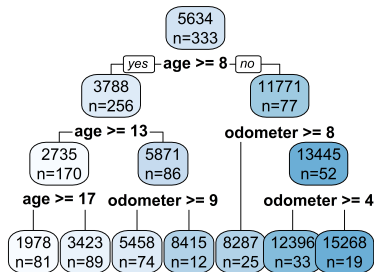 5634
n=333
yes age >= 8 no
3788
n=256
11771
n=77
age >= 13
odometer >= 8
2735
n=170
5871
n=86
13445
n=52
age >= 17
odometer >= 9
odometer >= 4
1978
n=81
3423
n=89
5458
n=74
8415
n=12
8287
n=25
12396
n=33
15268
n=19